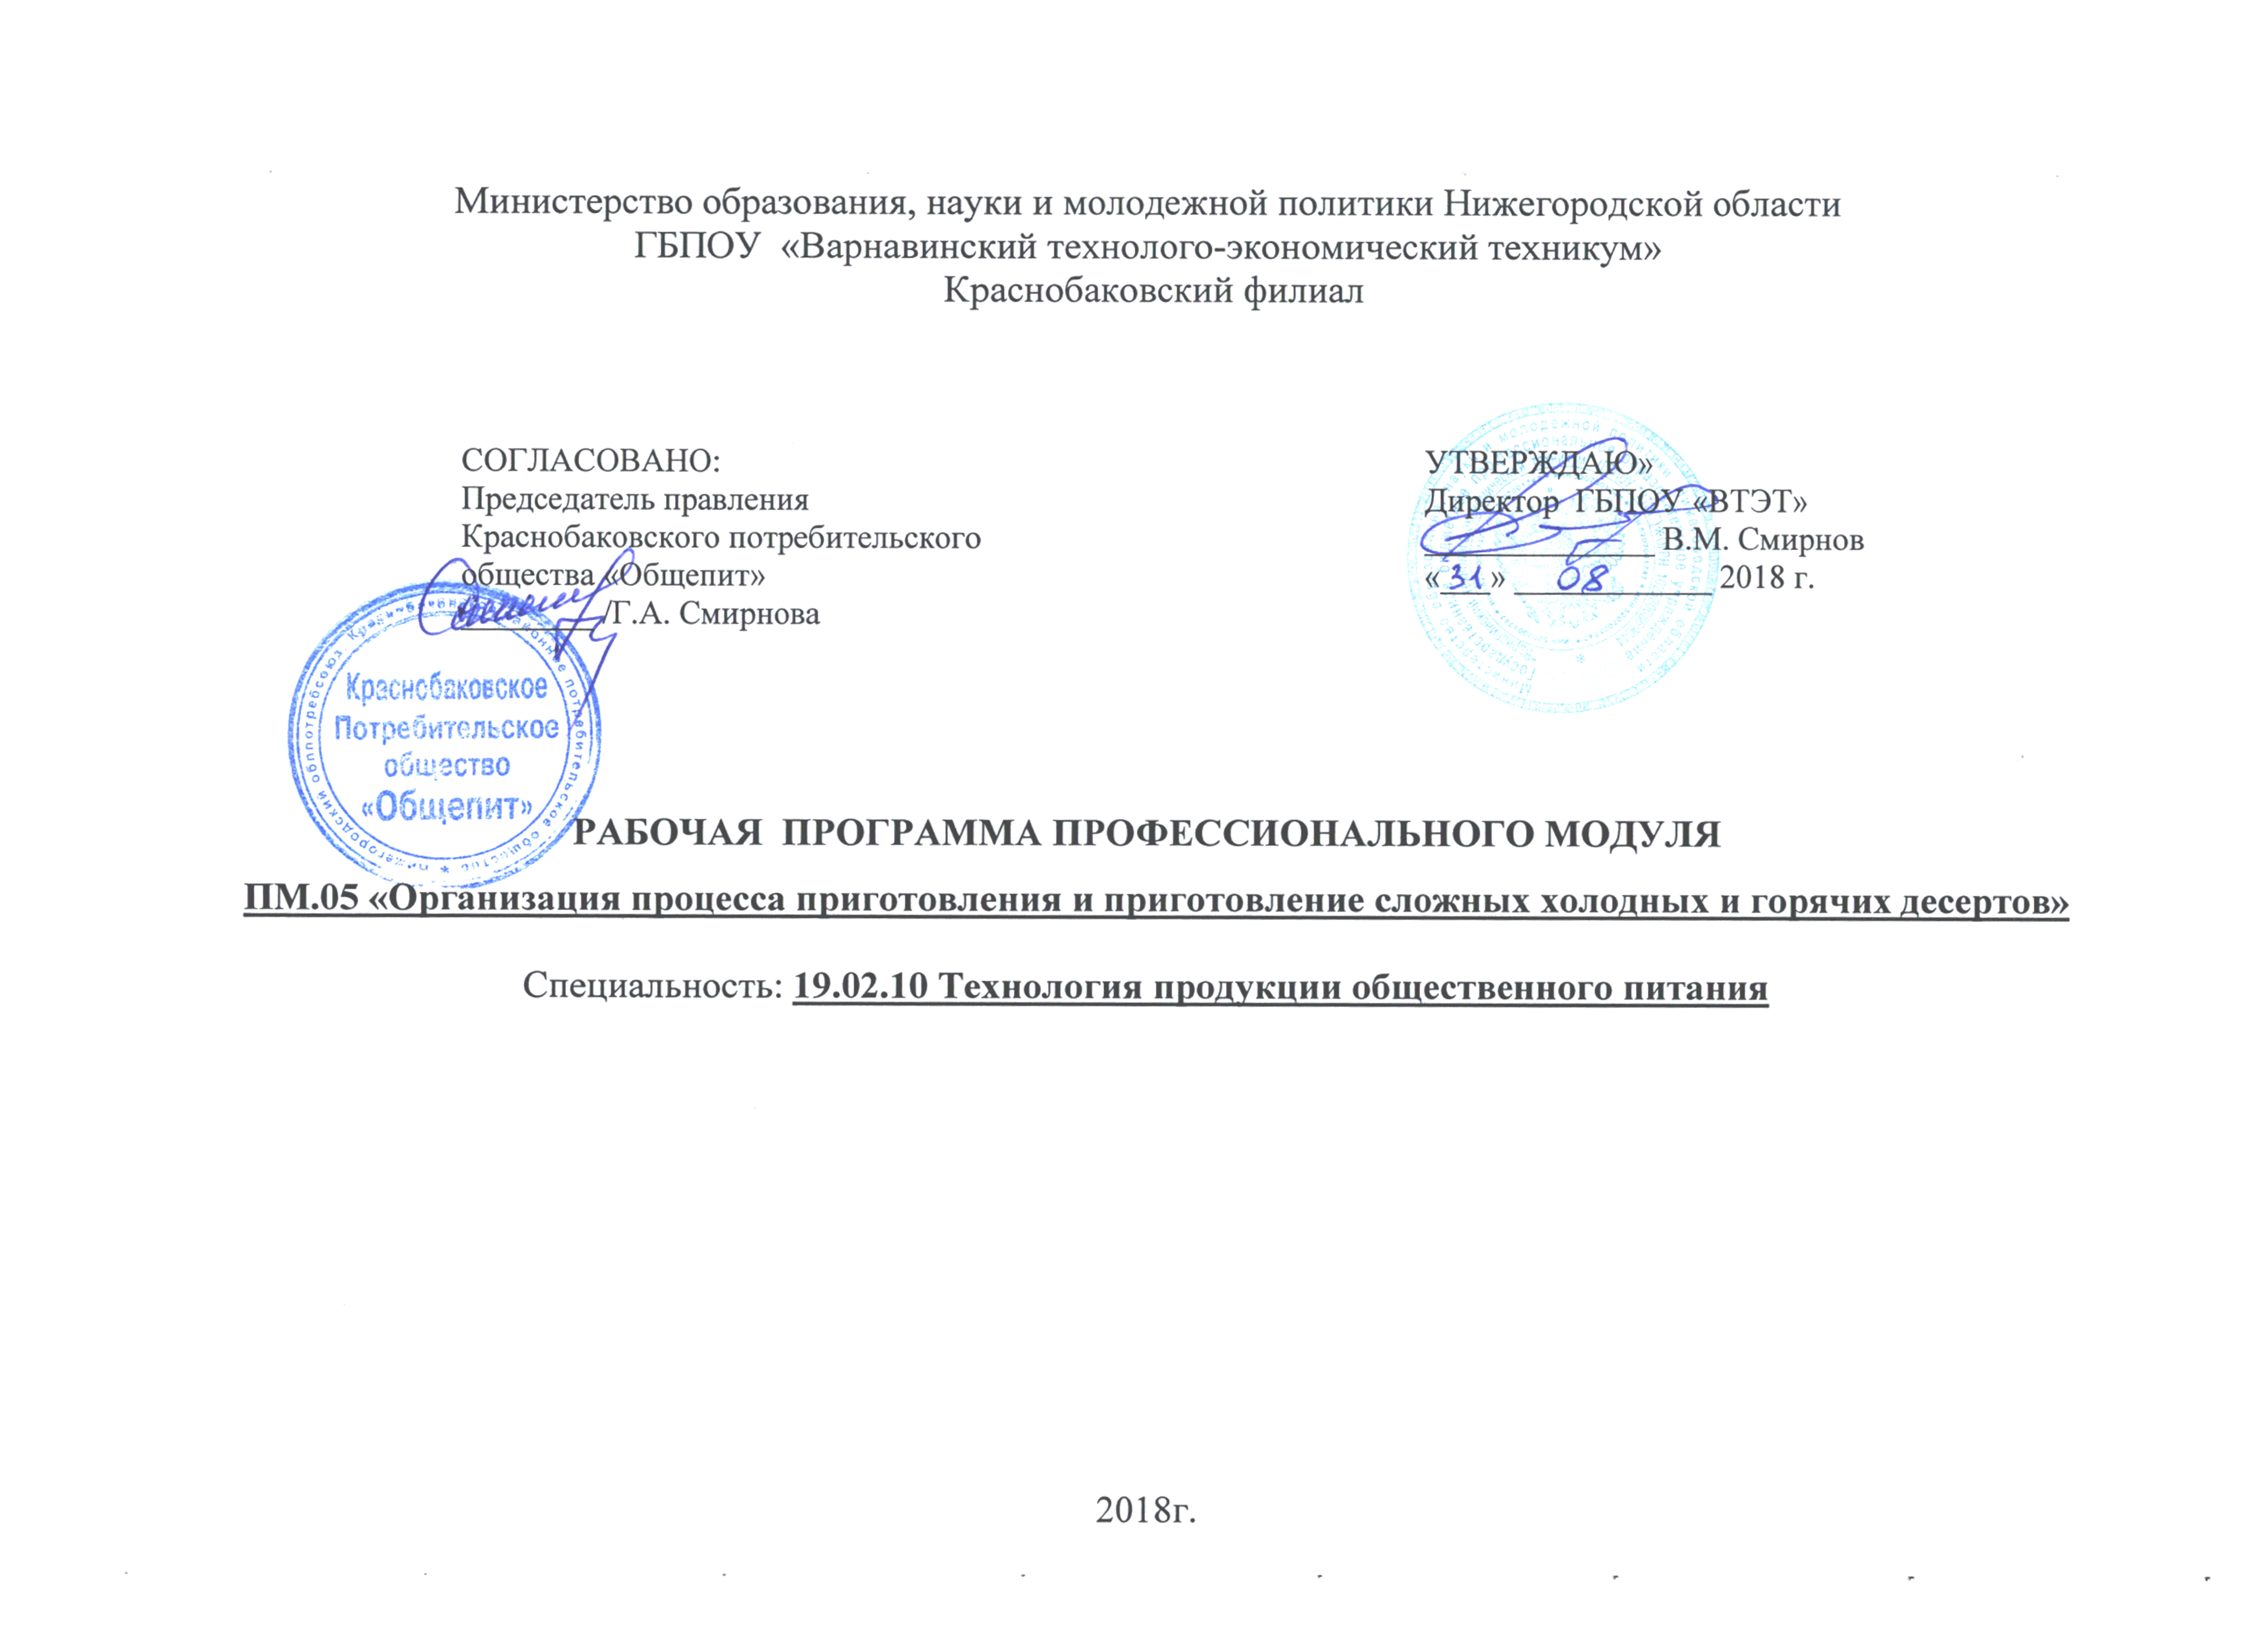 Министерство образования, науки и молодежной политики Нижегородской области
ГБПОУ «Варнавинский технолого-экономический техникум»
Краснобаковский филиал
СОГЛАСОВАНО:
Председатель правления
Краснобаковского потребительского
общества «Общепит»
________/Г.А. Смирнова
УТВЕРЖДАЮ»
Директор ГБПОУ «ВТЭТ»
______________ В.М. Смирнов
«31» 08 2018 г.
Краснобаковское
Потребительское
общество
«Общепит»
РАБОЧАЯ ПРОГРАММА ПРОФЕССИОНАЛЬНОГО МОДУЛЯ
ПМ.05 «Организация процесса приготовления и приготовление сложных холодных и горячих десертов»
Специальность: 19.02.10 Технология продукции общественного питания
2018г.